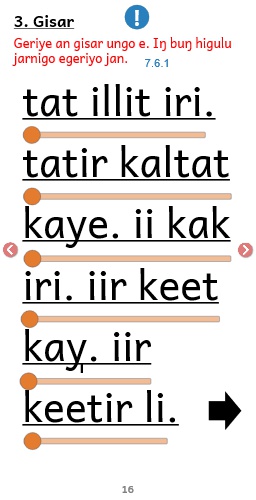 3. Gisar
!
Geriye an gisar ungo e. Iŋ buŋ higulu
jarnigo egeriyo jan.
7.6.1
tat illit iri.
tatir kaltat
kaye. ii kak
iri. iir keet
kay. iir
keetir li.
16